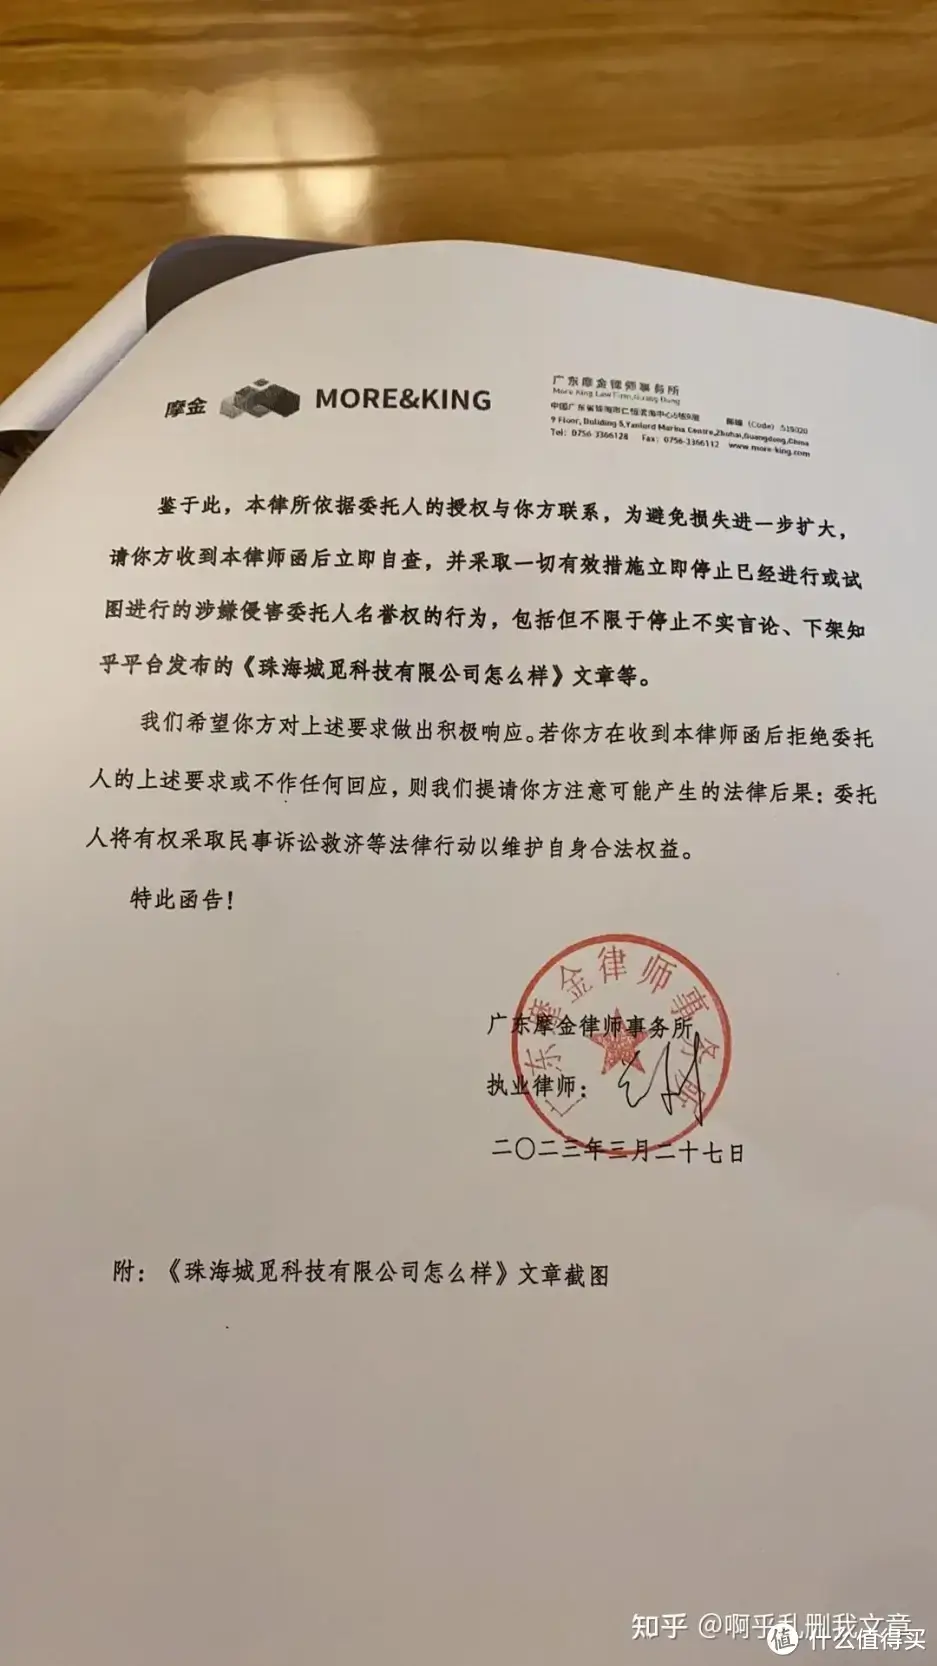 摩金 MORE&KING
广东摩金律师事务所
More King Law Firm,Guang Dong
中国广东省珠海市仁恒滨海中心5栋9层 邮编（Code）:519020
9 Floor, Building 5,Yanlord Marina Centre,Zhuhai,Guangdong,China
Tel: 0756-3366128 Fax: 0756-3366112 www.more-king.com
鉴于此，本律所依据委托人的授权与你方联系，为避免损失进一步扩大，
请你方收到本律师函后立即自查，并采取一切有效措施立即停止已经进行或试
图进行的涉嫌侵害委托人名誉权的行为，包括但不限于停止不实言论、下架知
乎平台发布的《珠海城觅科技有限公司怎么样》文章等。
我们希望你方对上述要求做出积极响应。若你方在收到本律师函后拒绝委托
人的上述要求或不作任何回应，则我们提请你方注意可能产生的法律后果：委托
人将有权采取民事诉讼救济等法律行动以维护自身合法权益。
特此函告！
广东摩金律师事务所
广东摩金律师事务所
执业律师：
二〇二三年三月二十七日
附：《珠海城觅科技有限公司怎么样》文章截图
知乎 @啊乎乱删我文章
值 什么值得买